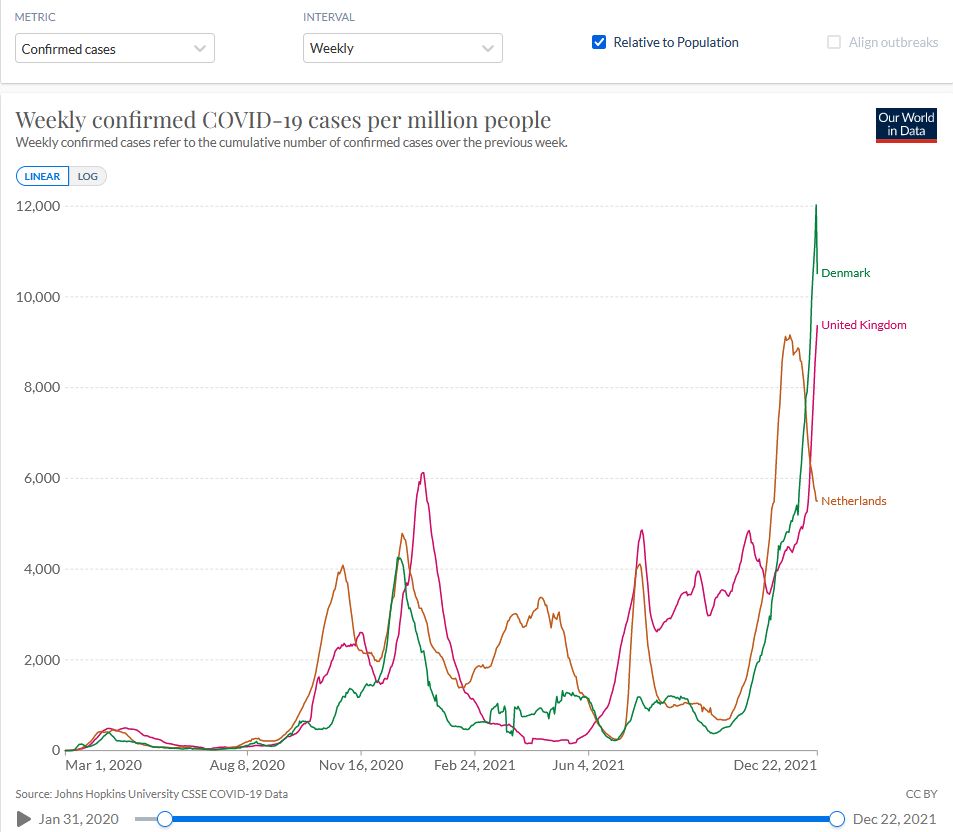 METRIC
INTERVAL
Confirmed cases
Weekly
Relative to Population
Align outbreaks
Weekly confirmed COVID-19 cases per million people
Weekly confirmed cases refer to the cumulative number of confirmed cases over the previous week.
Our World
in Data
LINEAR
LOG
12,000
10,000
8,000
6,000
4,000
2,000
0
Denmark
United Kingdom
Netherlands
Mar 1, 2020
Aug 8, 2020
Nov 16, 2020
Feb 24, 2021
Jun 4, 2021
Dec 22, 2021
Source: Johns Hopkins University CSSE COVID-19 Data
CC BY
Jan 31, 2020
Dec 22, 2021